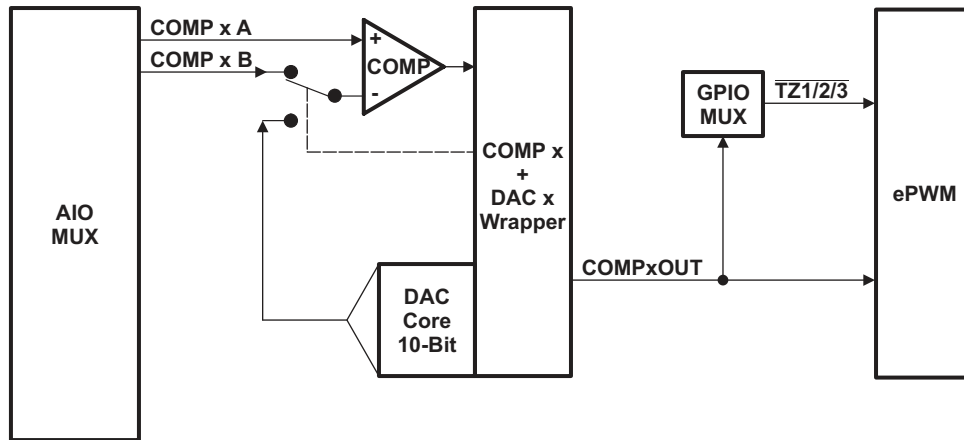 COMP x A
COMP x B
+
COMP
-
AIO
MUX
COMP x
+
DAC x
Wrapper
DAC
Core
10-Bit
COMPxOUT
GPIO
MUX
TZ1/2/3
ePWM